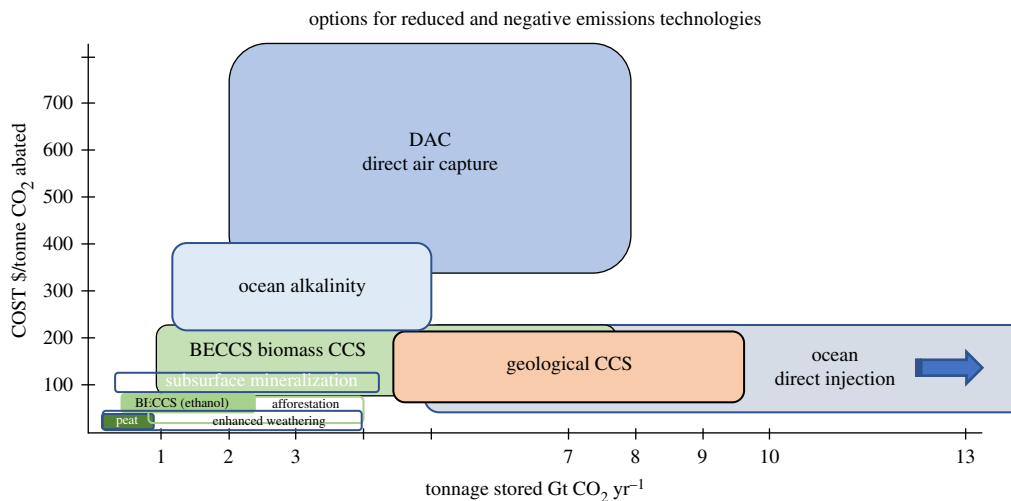 options for reduced and negative emissions technologies
COST $/tonne CO2 abated
700
600
500
400
300
200
100
DAC
direct air capture
ocean alkalinity
BECCS biomass CCS
geological CCS
ocean
direct injection
subsurface mineralization
BECCS (ethanol)
afforestation
peat
enhanced weathering
1
2
3
7
8
9
10
13
tonnage stored Gt CO2 yr–1